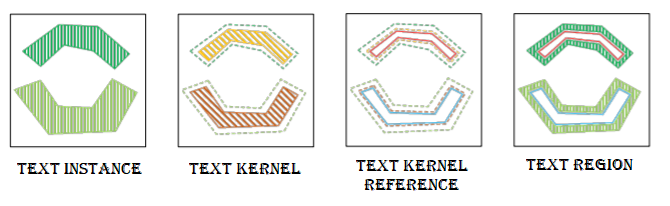 TEXT INSTANCE
TEXT KERNEL
TEXT KERNEL
REFERENCE
TEXT REGION